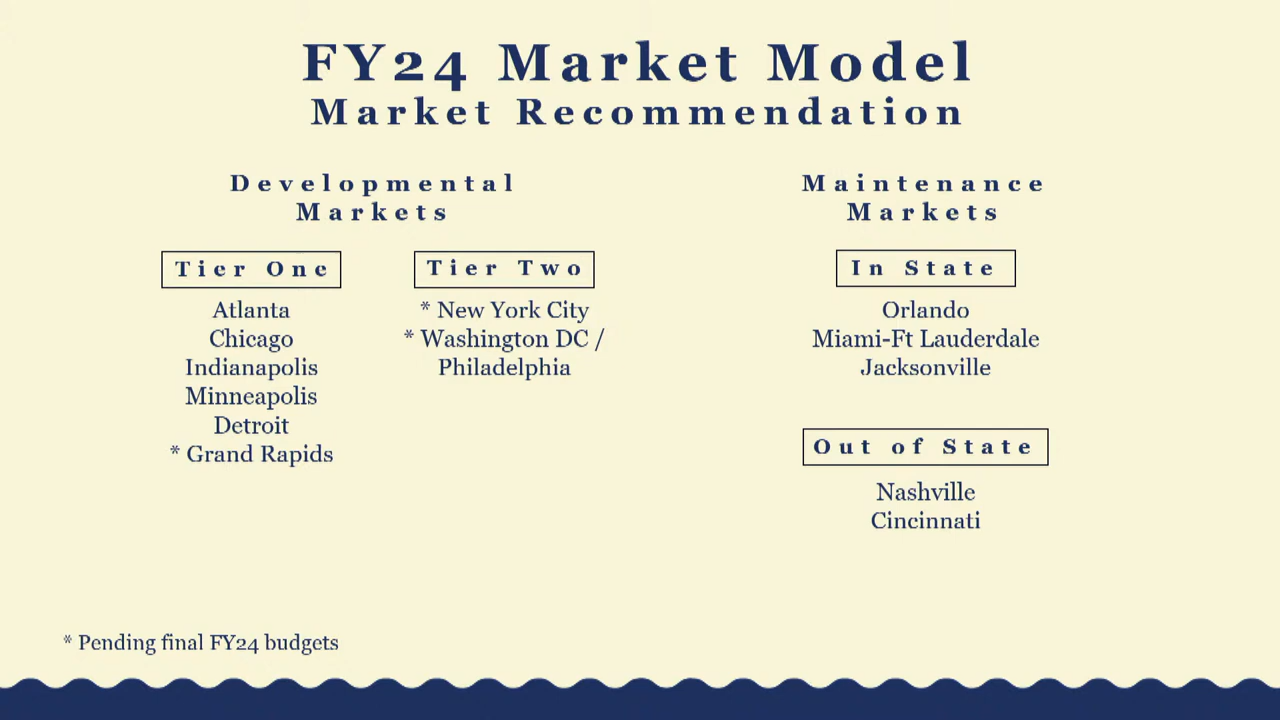 FY24 Market Model
Market Recommendation
Developmental
Markets
Tier One
Atlanta
Chicago
Indianapolis
Minneapolis
Detroit
* Grand Rapids
Tier Two
* New York City
* Washington DC /
Philadelphia
Maintenance
Markets
In State
Orlando
Miami-Ft Lauderdale
Jacksonville
Out of State
Nashville
Cincinnati
* Pending final FY24 budgets